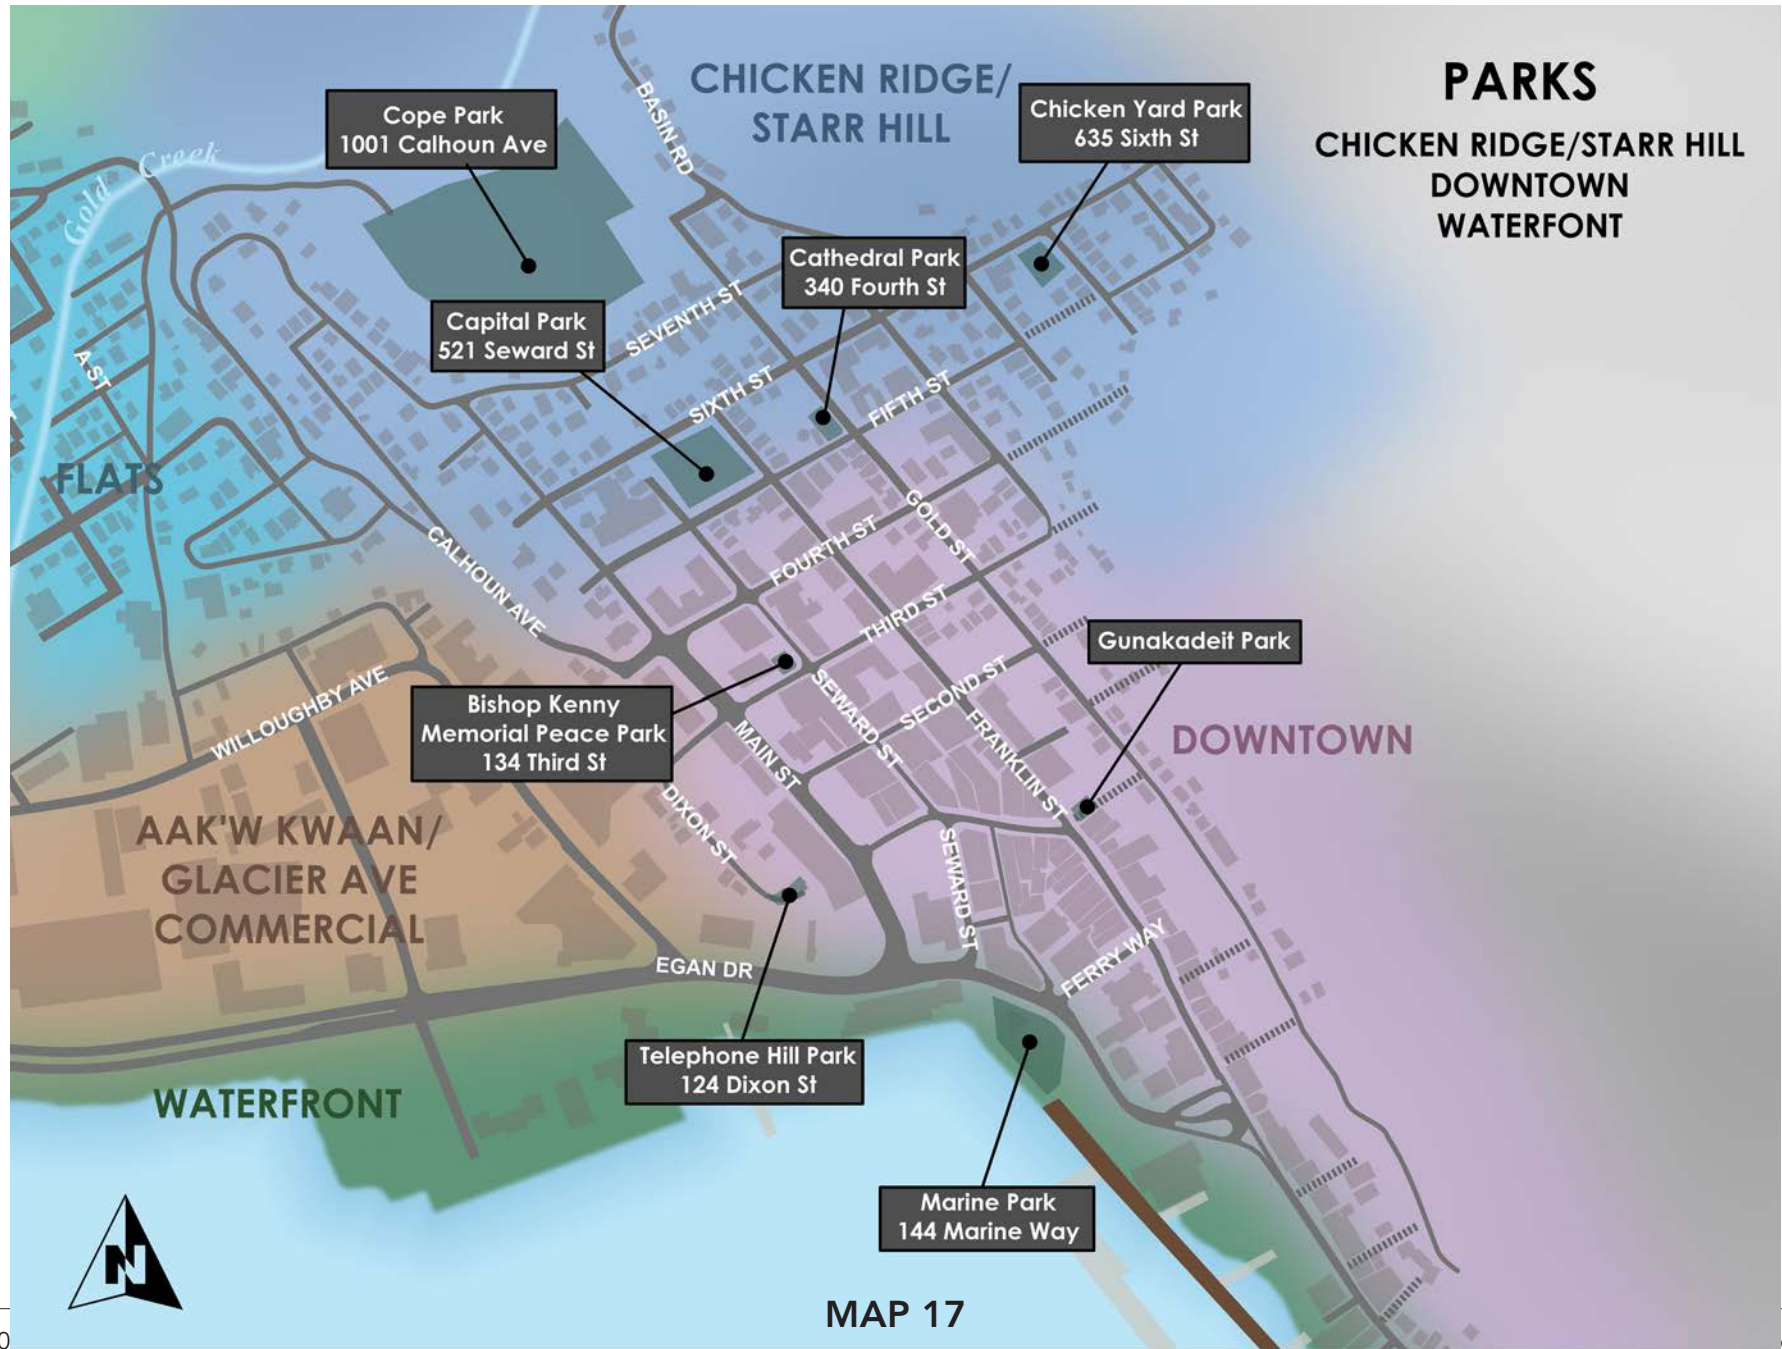 PARKS
CHICKEN RIDGE/STARR HILL
DOWNTOWN
WATERFONT
CHICKEN RIDGE/
STARR HILL
Cope Park
1001 Calhoun Ave
Chicken Yard Park
635 Sixth St
BASIN RD
Gold Creek
Cathedral Park
340 Fourth St
Capital Park
521 Seward St
SEVENTH ST
SIXTH ST
FIFTH ST
A ST
FLATS
CALHOUN AVE
FOURTH ST
GOLD ST
THIRD ST
Gunakadeit Park
WILLOUGHBY AVE
Bishop Kenny
Memorial Peace Park
134 Third St
SEWARD ST
SECOND ST
FRANKLIN ST
MAIN ST
DOWNTOWN
DIXON ST
AAK'W KWAAN/
GLACIER AVE
COMMERCIAL
SEWARD ST
FERRY WAY
EGAN DR
Telephone Hill Park
124 Dixon St
WATERFRONT
Marine Park
144 Marine Way
N
MAP 17